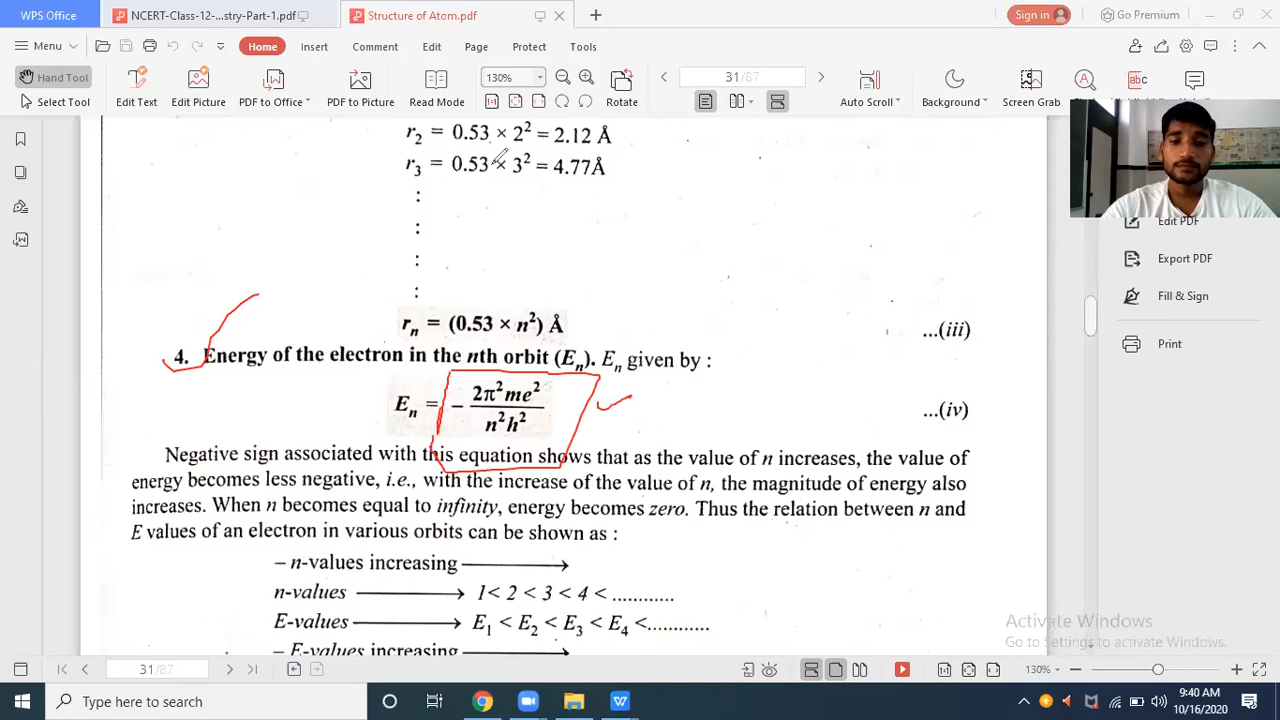 WPS Office
NCERT-Class-12-...stry-Part-1.pdf
Structure of Atom.pdf
Sign in
Go Premium
Menu
Home
Insert
Comment
Edit
Page
Protect
Tools
Hand Tool
Select Tool
Edit Text
Edit Picture
PDF to Office
PDF to Picture
Read Mode
130%
31/67
Rotate
Auto Scroll
Background
Screen Grab
r₂ = 0.53 × 2² = 2.12 Å
r₃ = 0.53 × 3² = 4.77Å
:
:
:
:
rₙ = (0.53 × n²) Å ...(iii)
4. Energy of the electron in the nth orbit (Eₙ). Eₙ given by :
Eₙ = – 2π²me² / n²h² ...(iv)
Negative sign associated with this equation shows that as the value of n increases, the value of
energy becomes less negative, i.e., with the increase of the value of n, the magnitude of energy also
increases. When n becomes equal to infinity, energy becomes zero. Thus the relation between n and
E values of an electron in various orbits can be shown as :
– n-values increasing ⟶
n-values ⟶ 1< 2 < 3 < 4 < ............
E-values ⟶ E₁ < E₂ < E₃ < E₄ <............
– E-values increasing ⟶
Edit PDF
Export PDF
Fill & Sign
Print
Activate Windows
Go to Settings to activate Windows.
31/67
130%
Type here to search
9:40 AM
10/16/2020